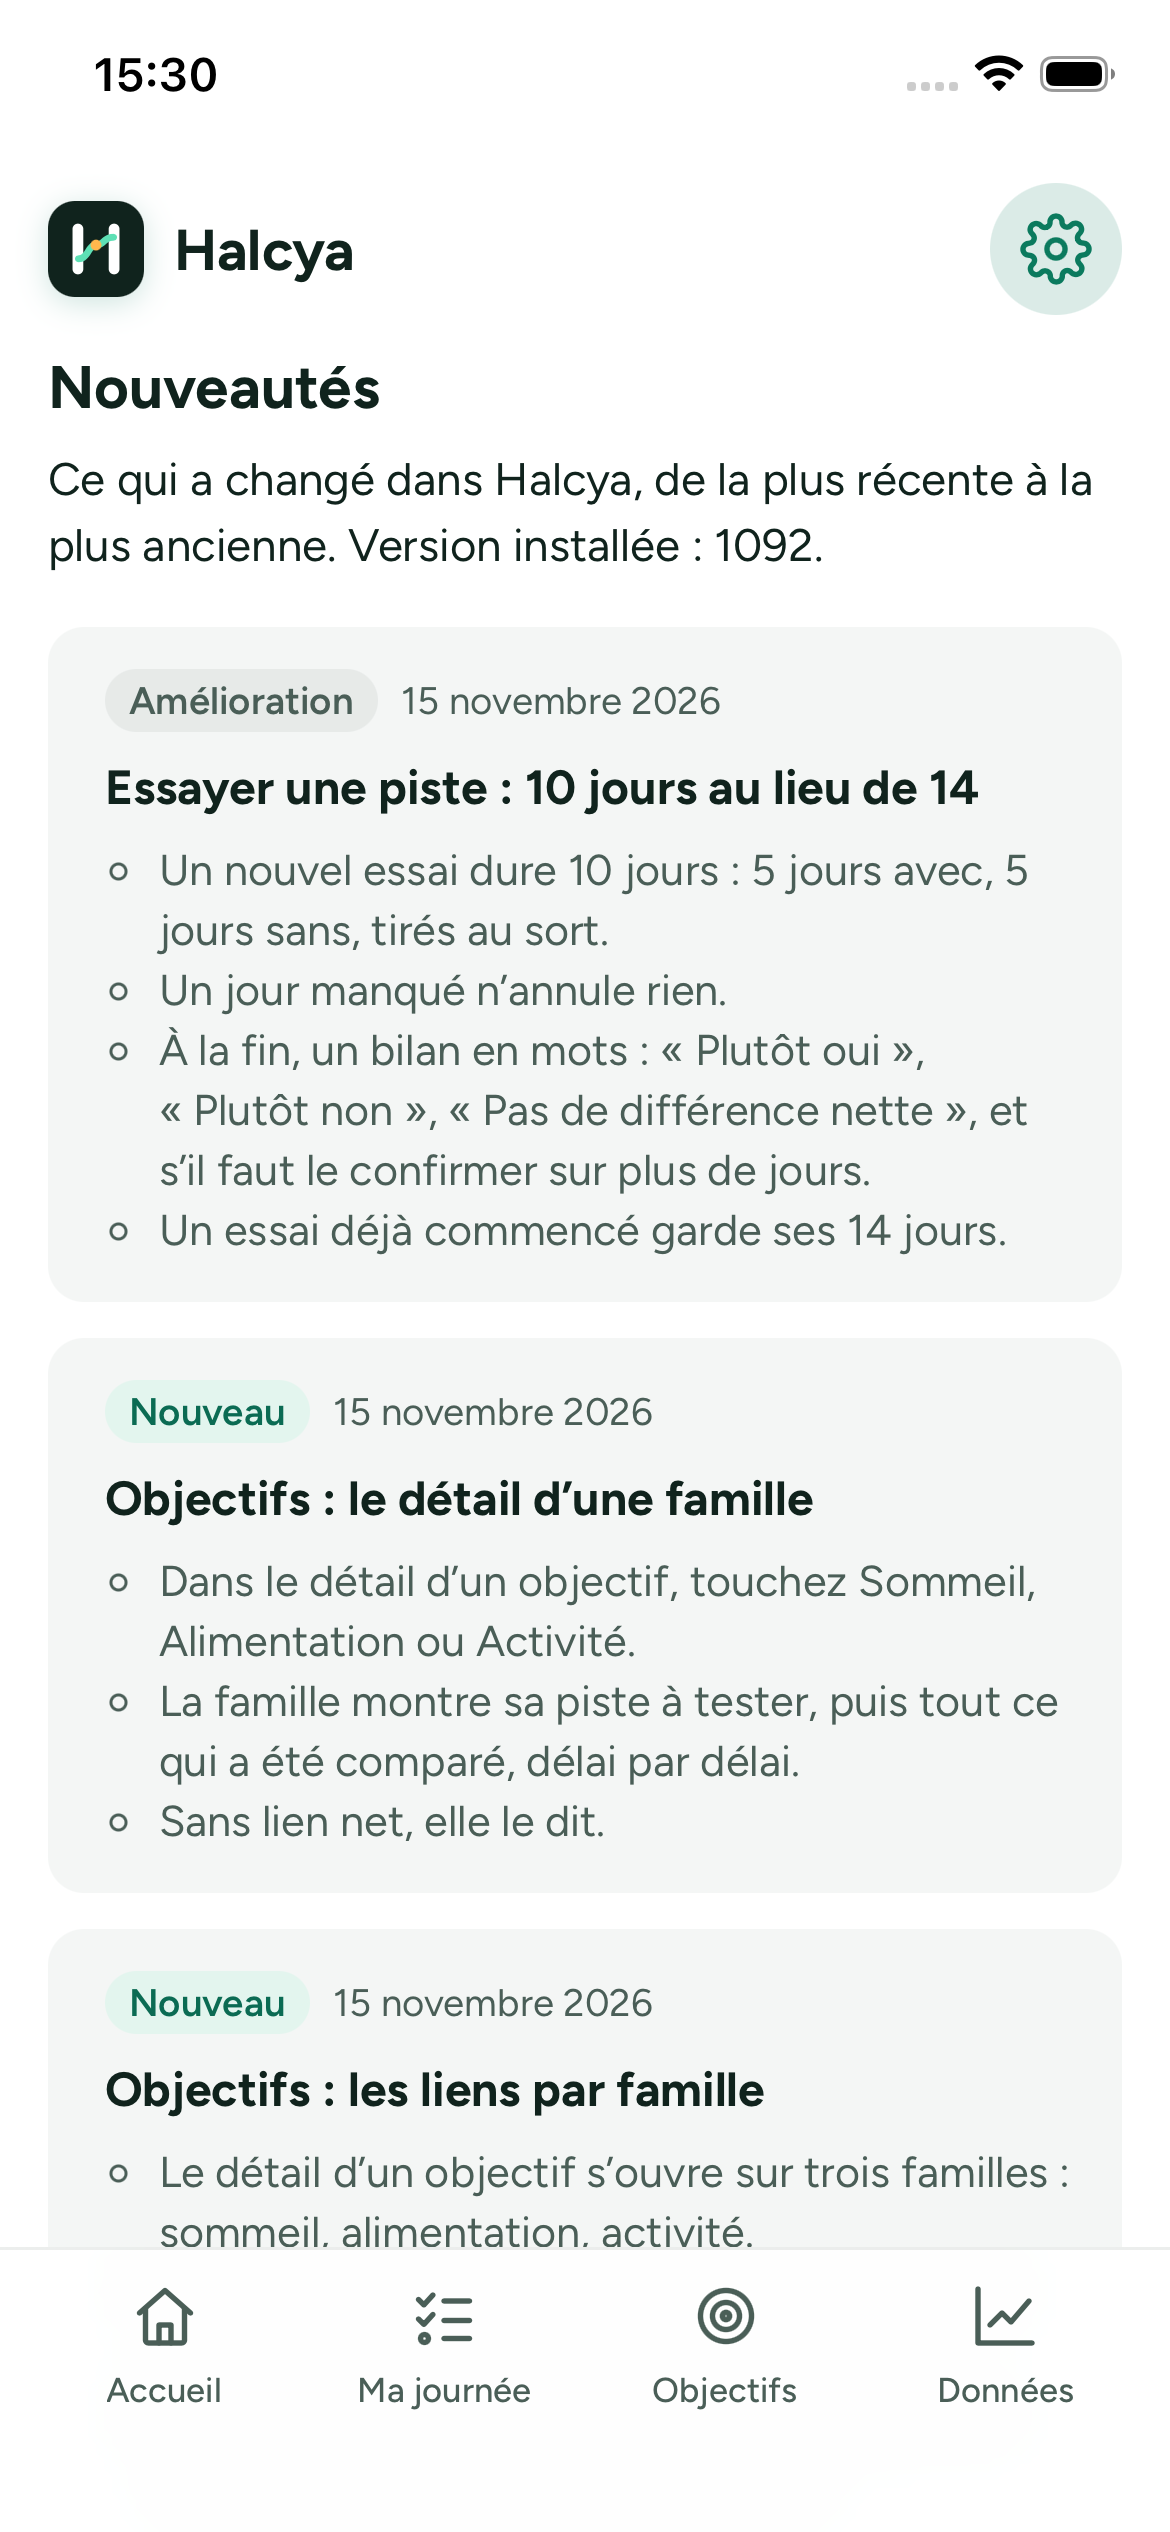 15:30
Halcya
Nouveautés
Ce qui a changé dans Halcya, de la plus récente à la
plus ancienne. Version installée : 1092.
Amélioration 15 novembre 2026
Essayer une piste : 10 jours au lieu de 14
Un nouvel essai dure 10 jours : 5 jours avec, 5
jours sans, tirés au sort.
Un jour manqué n’annule rien.
À la fin, un bilan en mots : « Plutôt oui »,
« Plutôt non », « Pas de différence nette », et
s’il faut le confirmer sur plus de jours.
Un essai déjà commencé garde ses 14 jours.
Nouveau 15 novembre 2026
Objectifs : le détail d’une famille
Dans le détail d’un objectif, touchez Sommeil,
Alimentation ou Activité.
La famille montre sa piste à tester, puis tout ce
qui a été comparé, délai par délai.
Sans lien net, elle le dit.
Nouveau 15 novembre 2026
Objectifs : les liens par famille
Le détail d’un objectif s’ouvre sur trois familles :
sommeil, alimentation, activité.
Accueil Ma journée Objectifs Données